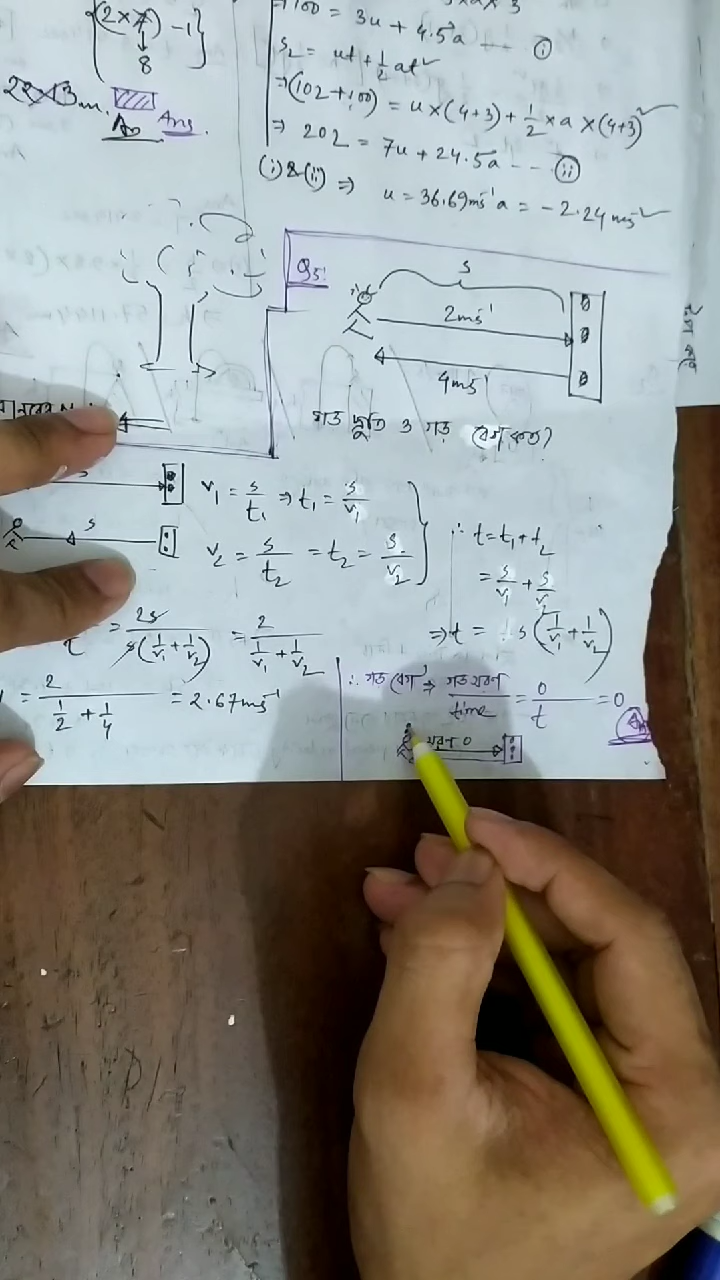 {(2×7)-1}
8
22×3m.
Ans.
⇒100 = 3u + 4.5a --- (i)
s₂ = ut + ½at²
⇒(102+100) = u×(4+3) + ½×a×(4+3)²
⇒ 202 = 7u + 24.5a --- (ii)
(i)&(ii) ⇒ u = 36.69ms⁻¹ a = -2.24ms⁻²
Q5.
s
2ms⁻¹
4ms⁻¹
গড় দ্রুতি ও গড় বেগ কত?
s
v₁ = s/t₁ ⇒ t₁ = s/v₁
s
v₂ = s/t₂ = t₂ = s/v₂
∴ t = t₁ + t₂
= s/v₁ + s/v₂
⇒ t = s(1/v₁ + 1/v₂)
= 2s/s(1/v₁ + 1/v₂) = 2/(1/v₁ + 1/v₂)
= 2/(1/2 + 1/4) = 2.67ms⁻¹
∴ গড় বেগ ⇒ গড় সরণ/time = 0/t = 0
Ans
সরণ 0